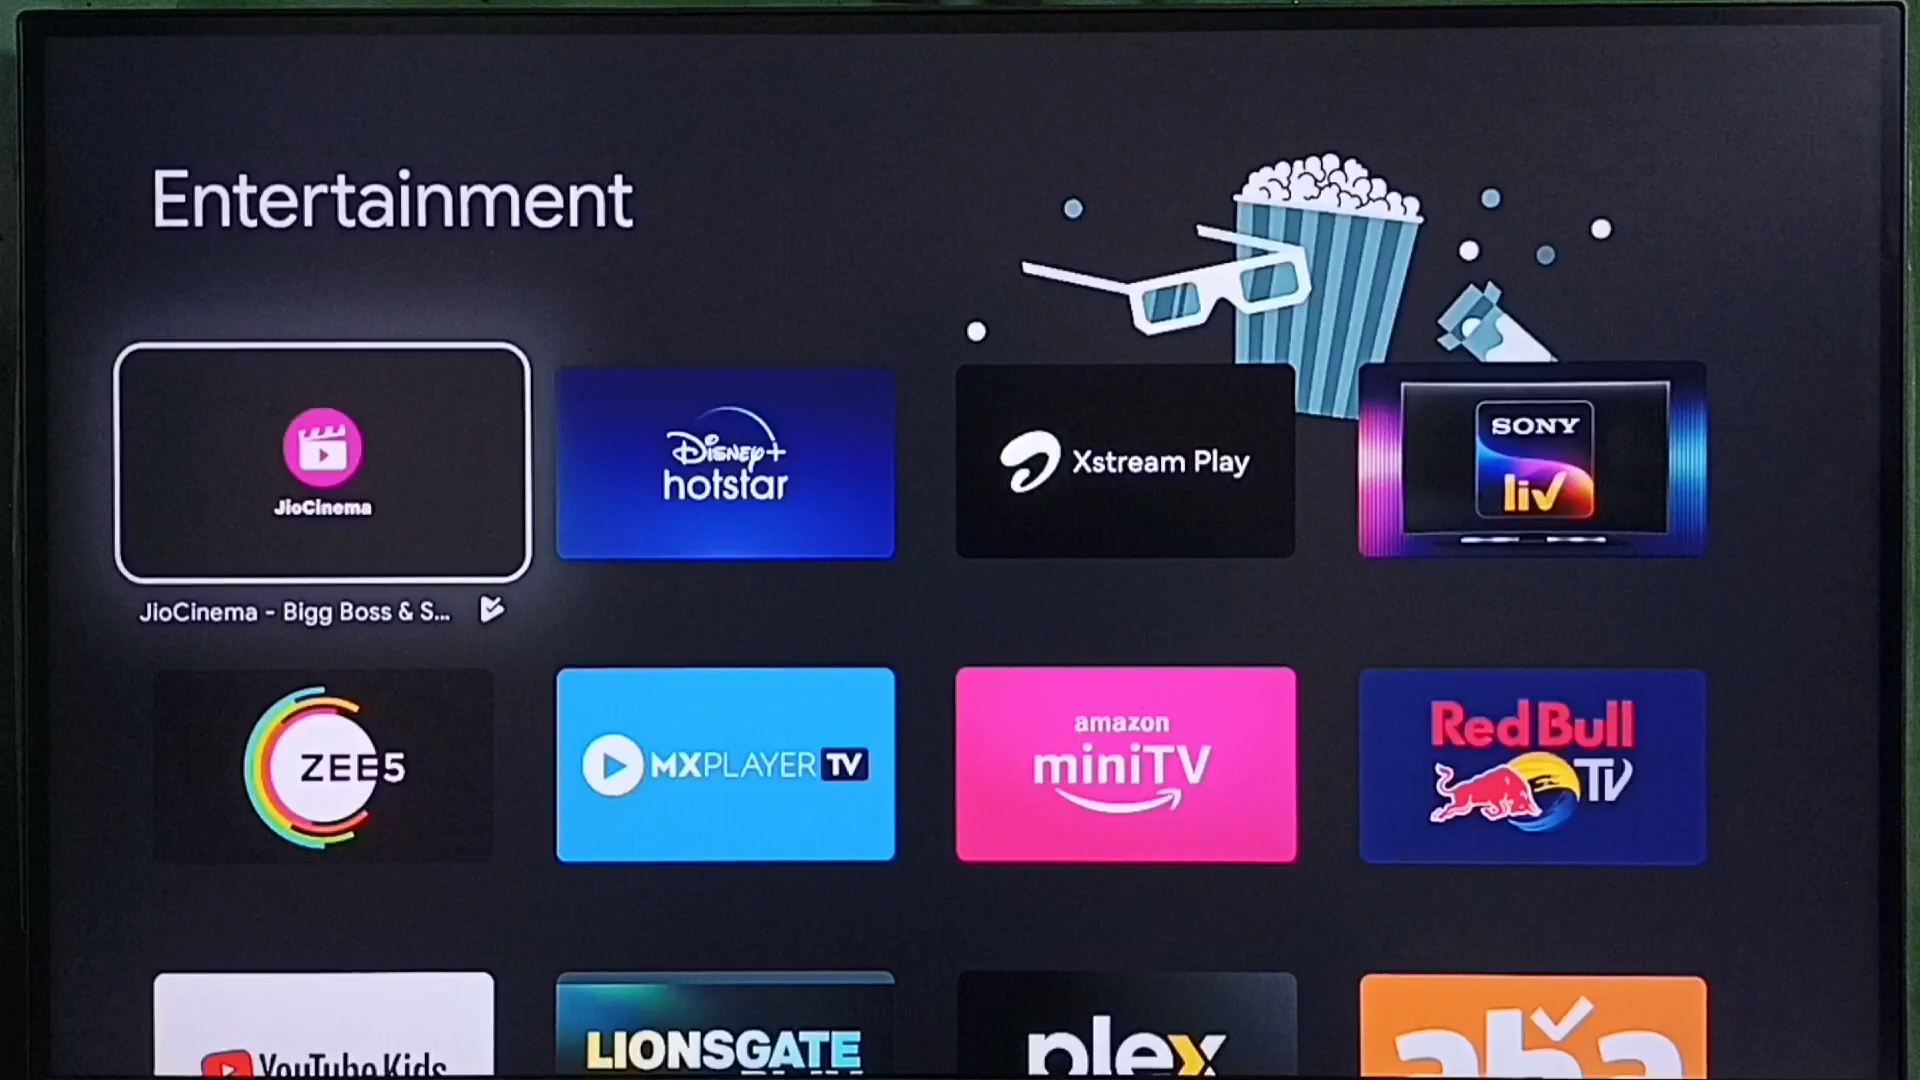 Entertainment
JioCinema
Disney+
hotstar
Xstream Play
SONY
liv
JioCinema - Bigg Boss & S...
ZEE5
MXPLAYER TV
amazon
miniTV
Red Bull
TV
YouTube Kids
LIONSGATE
plex
aha